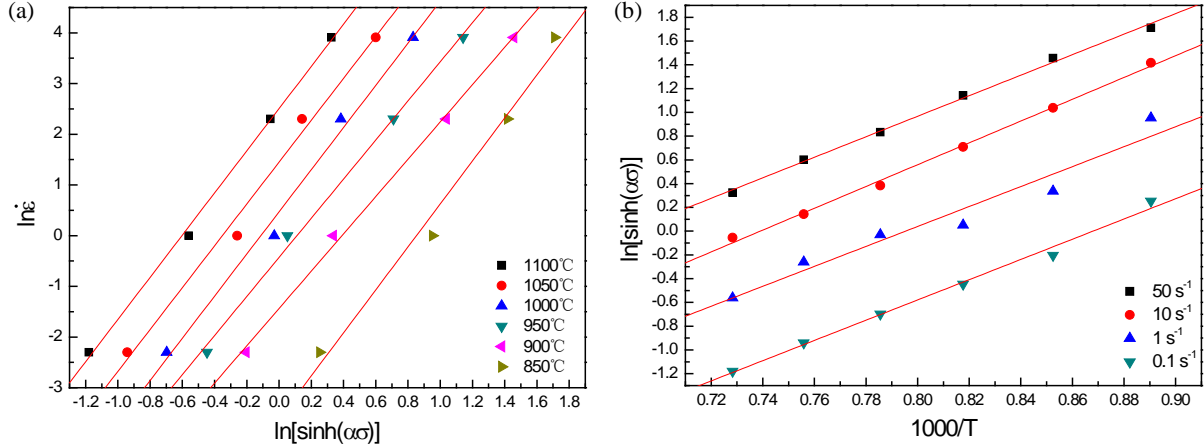 (a)
4
3
2
1
0
-1
-2
-3
lnε̇
-1.2 -1.0 -0.8 -0.6 -0.4 -0.2 0.0 0.2 0.4 0.6 0.8 1.0 1.2 1.4 1.6 1.8
ln[sinh(ασ)]
1100℃
1050℃
1000℃
950℃
900℃
850℃
(b)
1.8
1.6
1.4
1.2
1.0
0.8
0.6
0.4
0.2
0.0
-0.2
-0.4
-0.6
-0.8
-1.0
-1.2
ln[sinh(ασ)]
0.72 0.74 0.76 0.78 0.80 0.82 0.84 0.86 0.88 0.90
1000/T
50 s⁻¹
10 s⁻¹
1 s⁻¹
0.1 s⁻¹